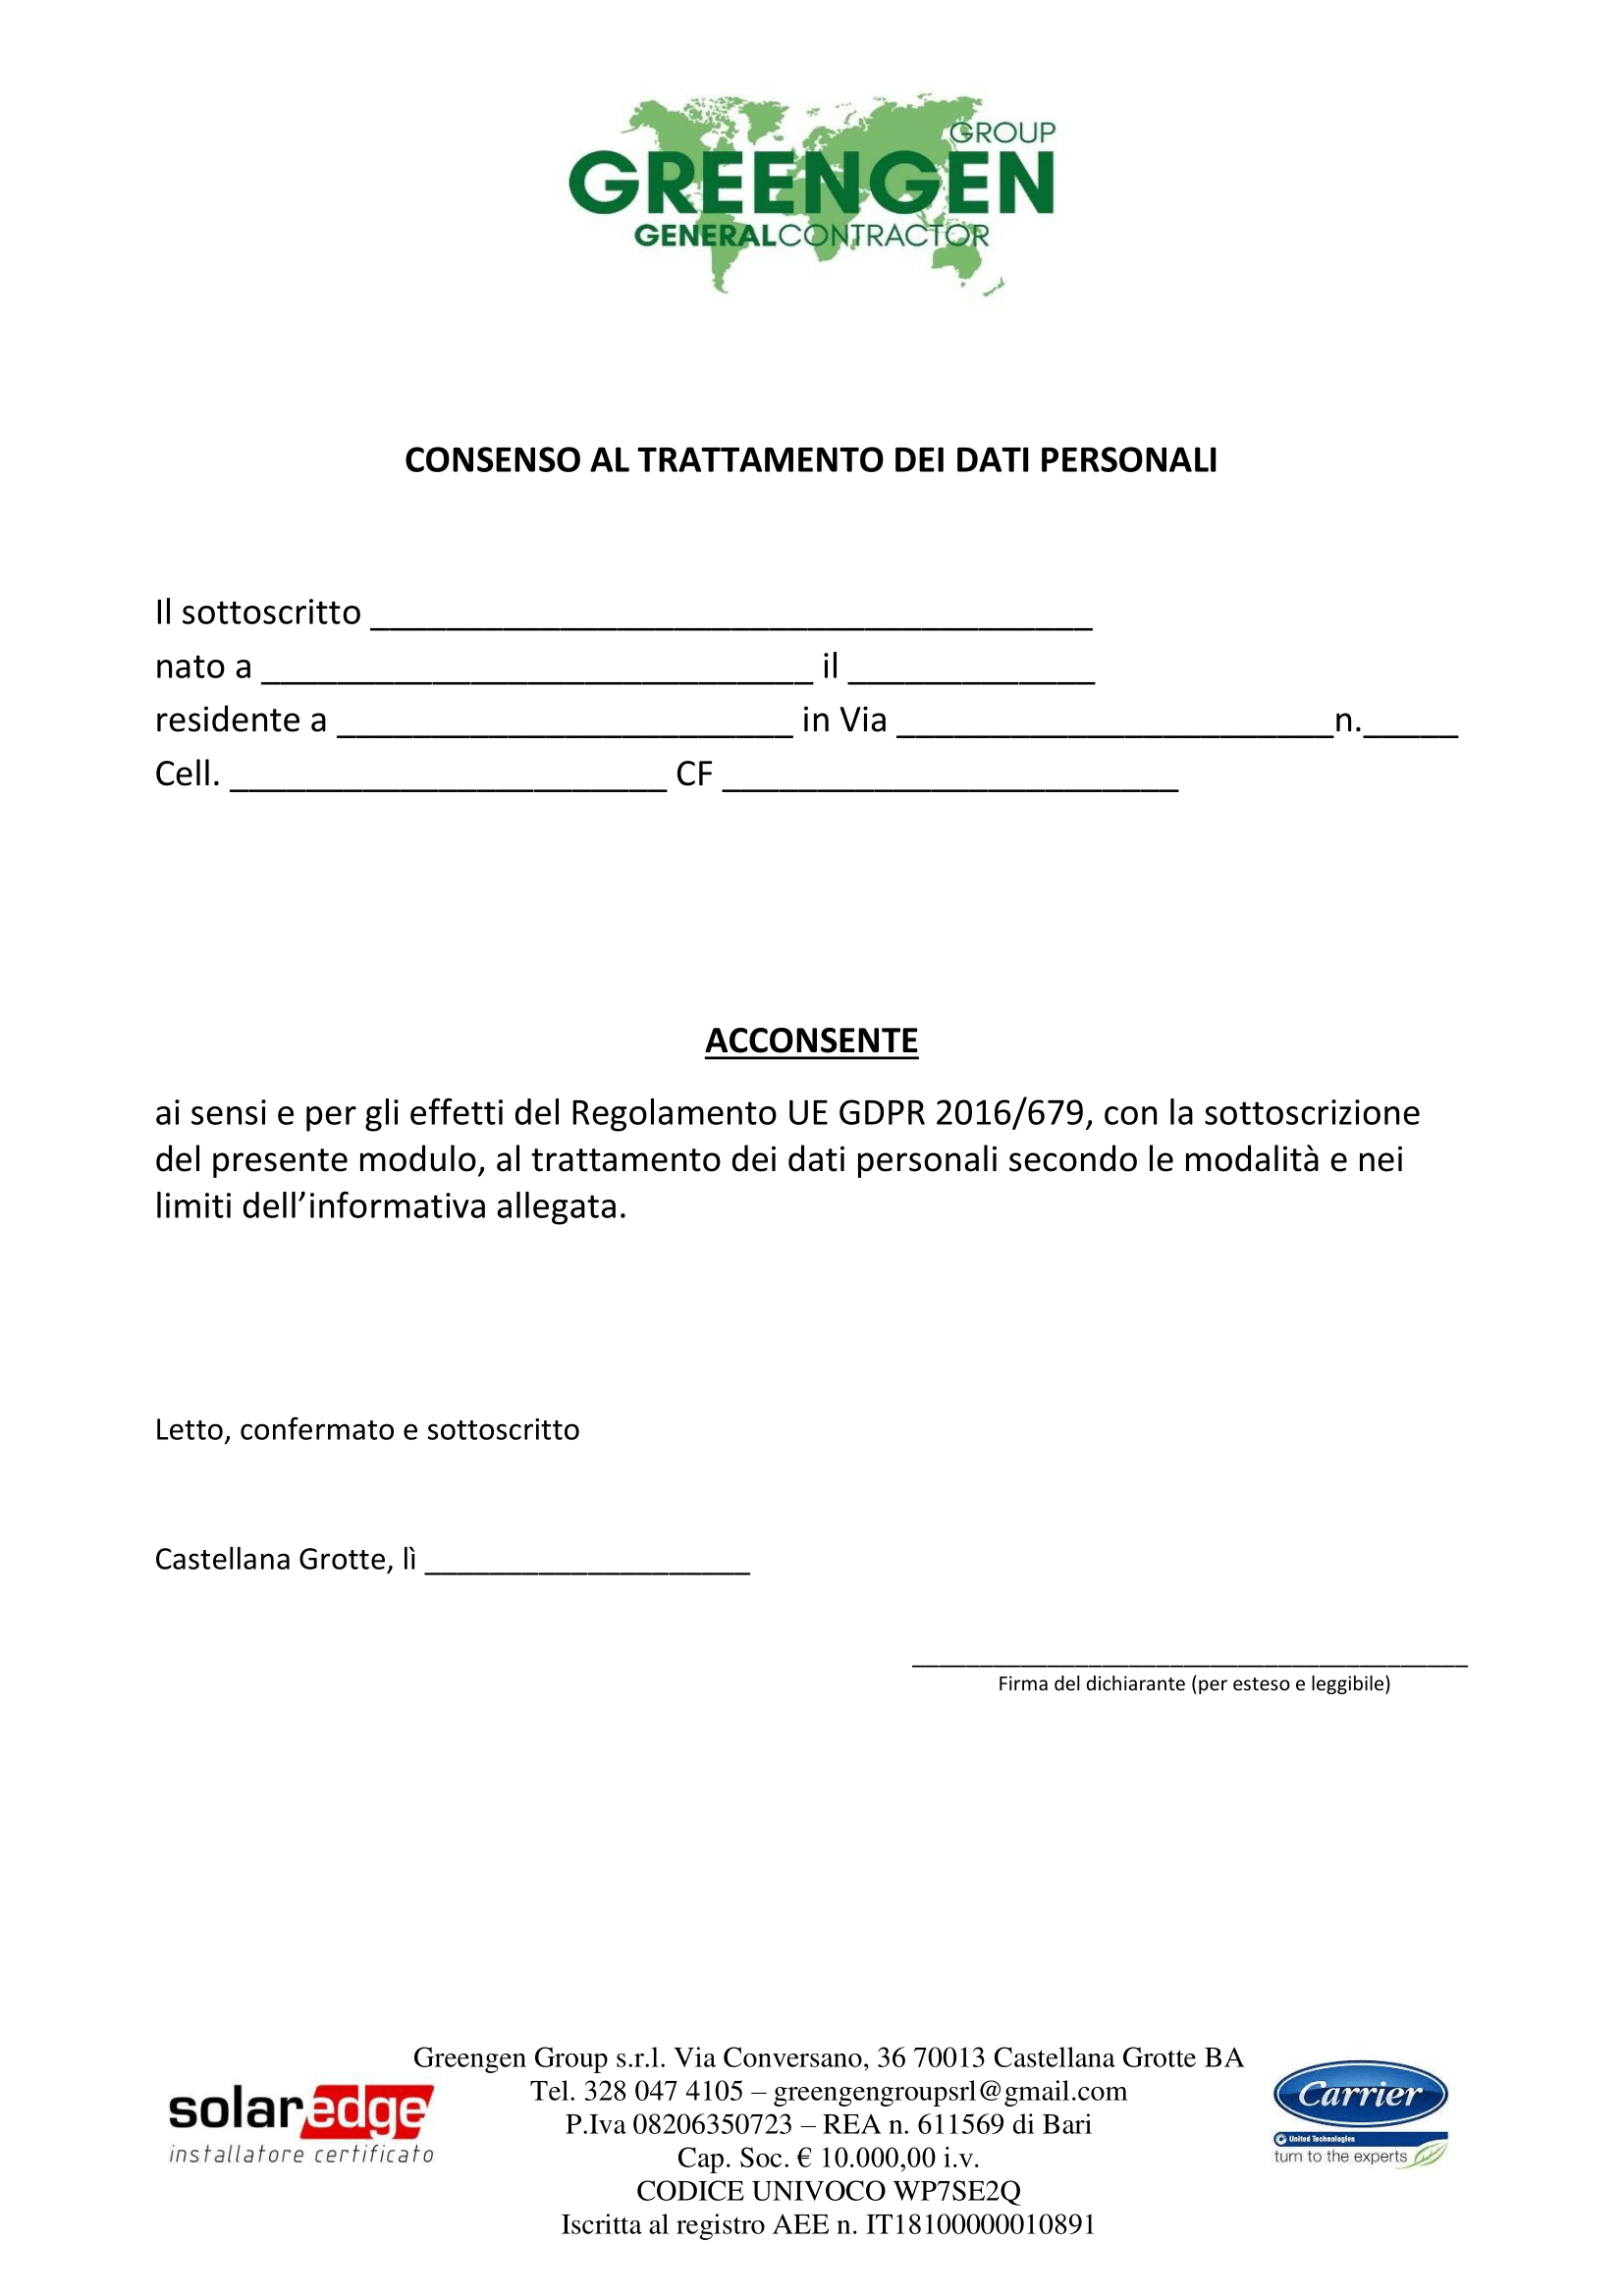 GROUP
GREENGEN
GENERALCONTRACTOR
CONSENSO AL TRATTAMENTO DEI DATI PERSONALI
Il sottoscritto ______________________________________
nato a _____________________________ il _____________
residente a ________________________ in Via _______________________n._____
Cell. _______________________ CF ________________________
ACCONSENTE
ai sensi e per gli effetti del Regolamento UE GDPR 2016/679, con la sottoscrizione
del presente modulo, al trattamento dei dati personali secondo le modalità e nei
limiti dell’informativa allegata.
Letto, confermato e sottoscritto
Castellana Grotte, lì ____________________
_________________________________________
Firma del dichiarante (per esteso e leggibile)
Greengen Group s.r.l. Via Conversano, 36 70013 Castellana Grotte BA
Tel. 328 047 4105 – greengengroupsrl@gmail.com
P.Iva 08206350723 – REA n. 611569 di Bari
Cap. Soc. € 10.000,00 i.v.
CODICE UNIVOCO WP7SE2Q
Iscritta al registro AEE n. IT18100000010891
solaredge
installatore certificato
Carrier
United Technologies
turn to the experts